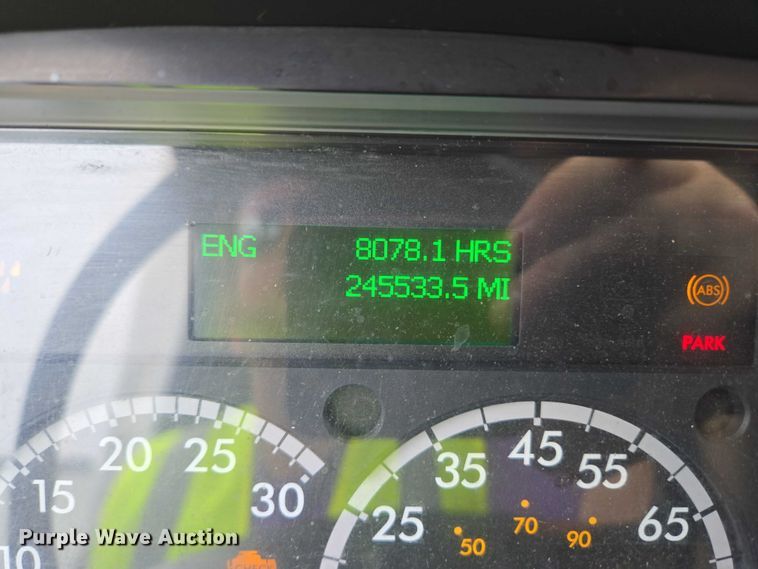 ENG 8078.1 HRS
245533.5 MI
ABS
PARK
10 15 20 25 30
25 35 45 55 65
50 70 90
CHECK
Purple Wave Auction